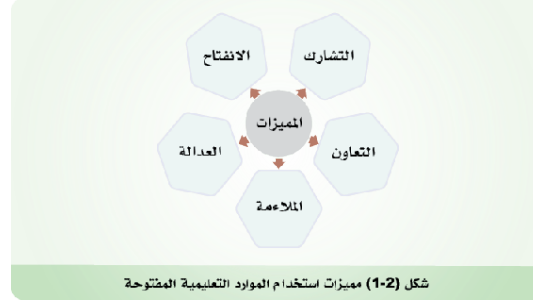 التشارك
الانفتاح
المميزات
التعاون
العدالة
الملاءمة
شكل (2-1) مميزات استخدام الموارد التعليمية المفتوحة